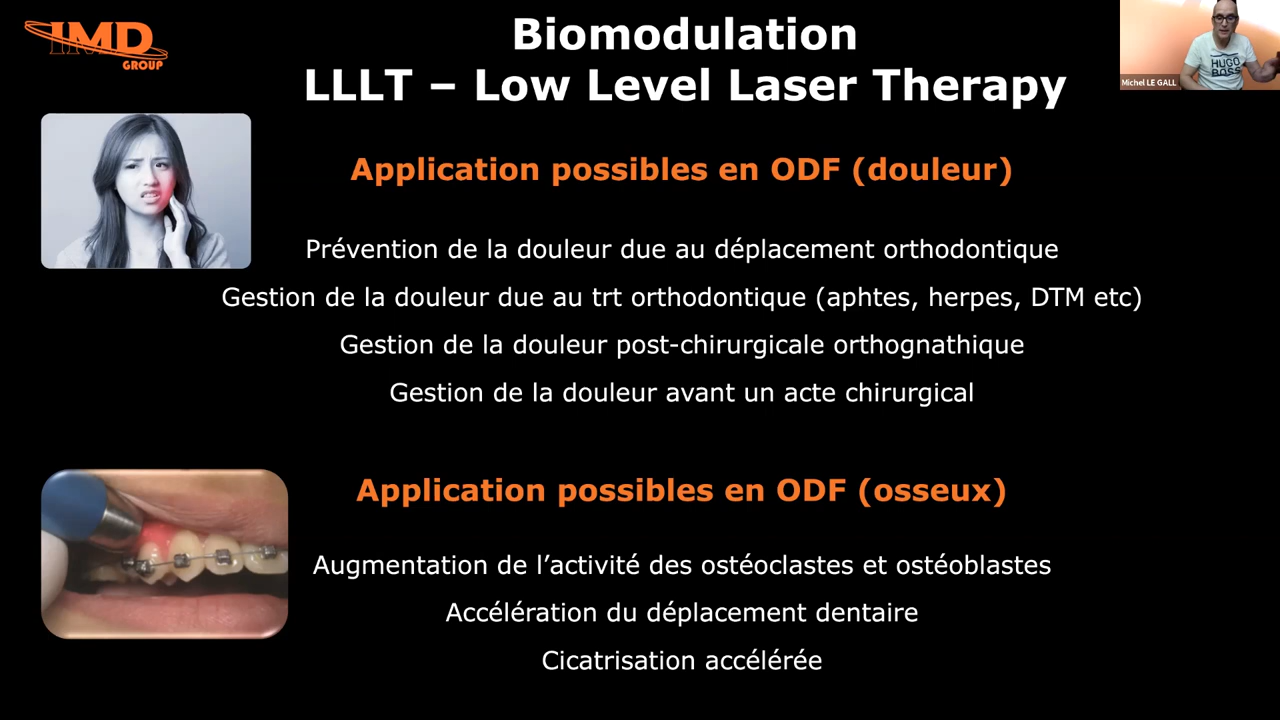 IMD
GROUP
Biomodulation
LLLT – Low Level Laser Therapy
HUGO
BOSS
Michel LE GALL
Application possibles en ODF (douleur)
Prévention de la douleur due au déplacement orthodontique
Gestion de la douleur due au trt orthodontique (aphtes, herpes, DTM etc)
Gestion de la douleur post-chirurgicale orthognathique
Gestion de la douleur avant un acte chirurgical
Application possibles en ODF (osseux)
Augmentation de l’activité des ostéoclastes et ostéoblastes
Accélération du déplacement dentaire
Cicatrisation accélérée